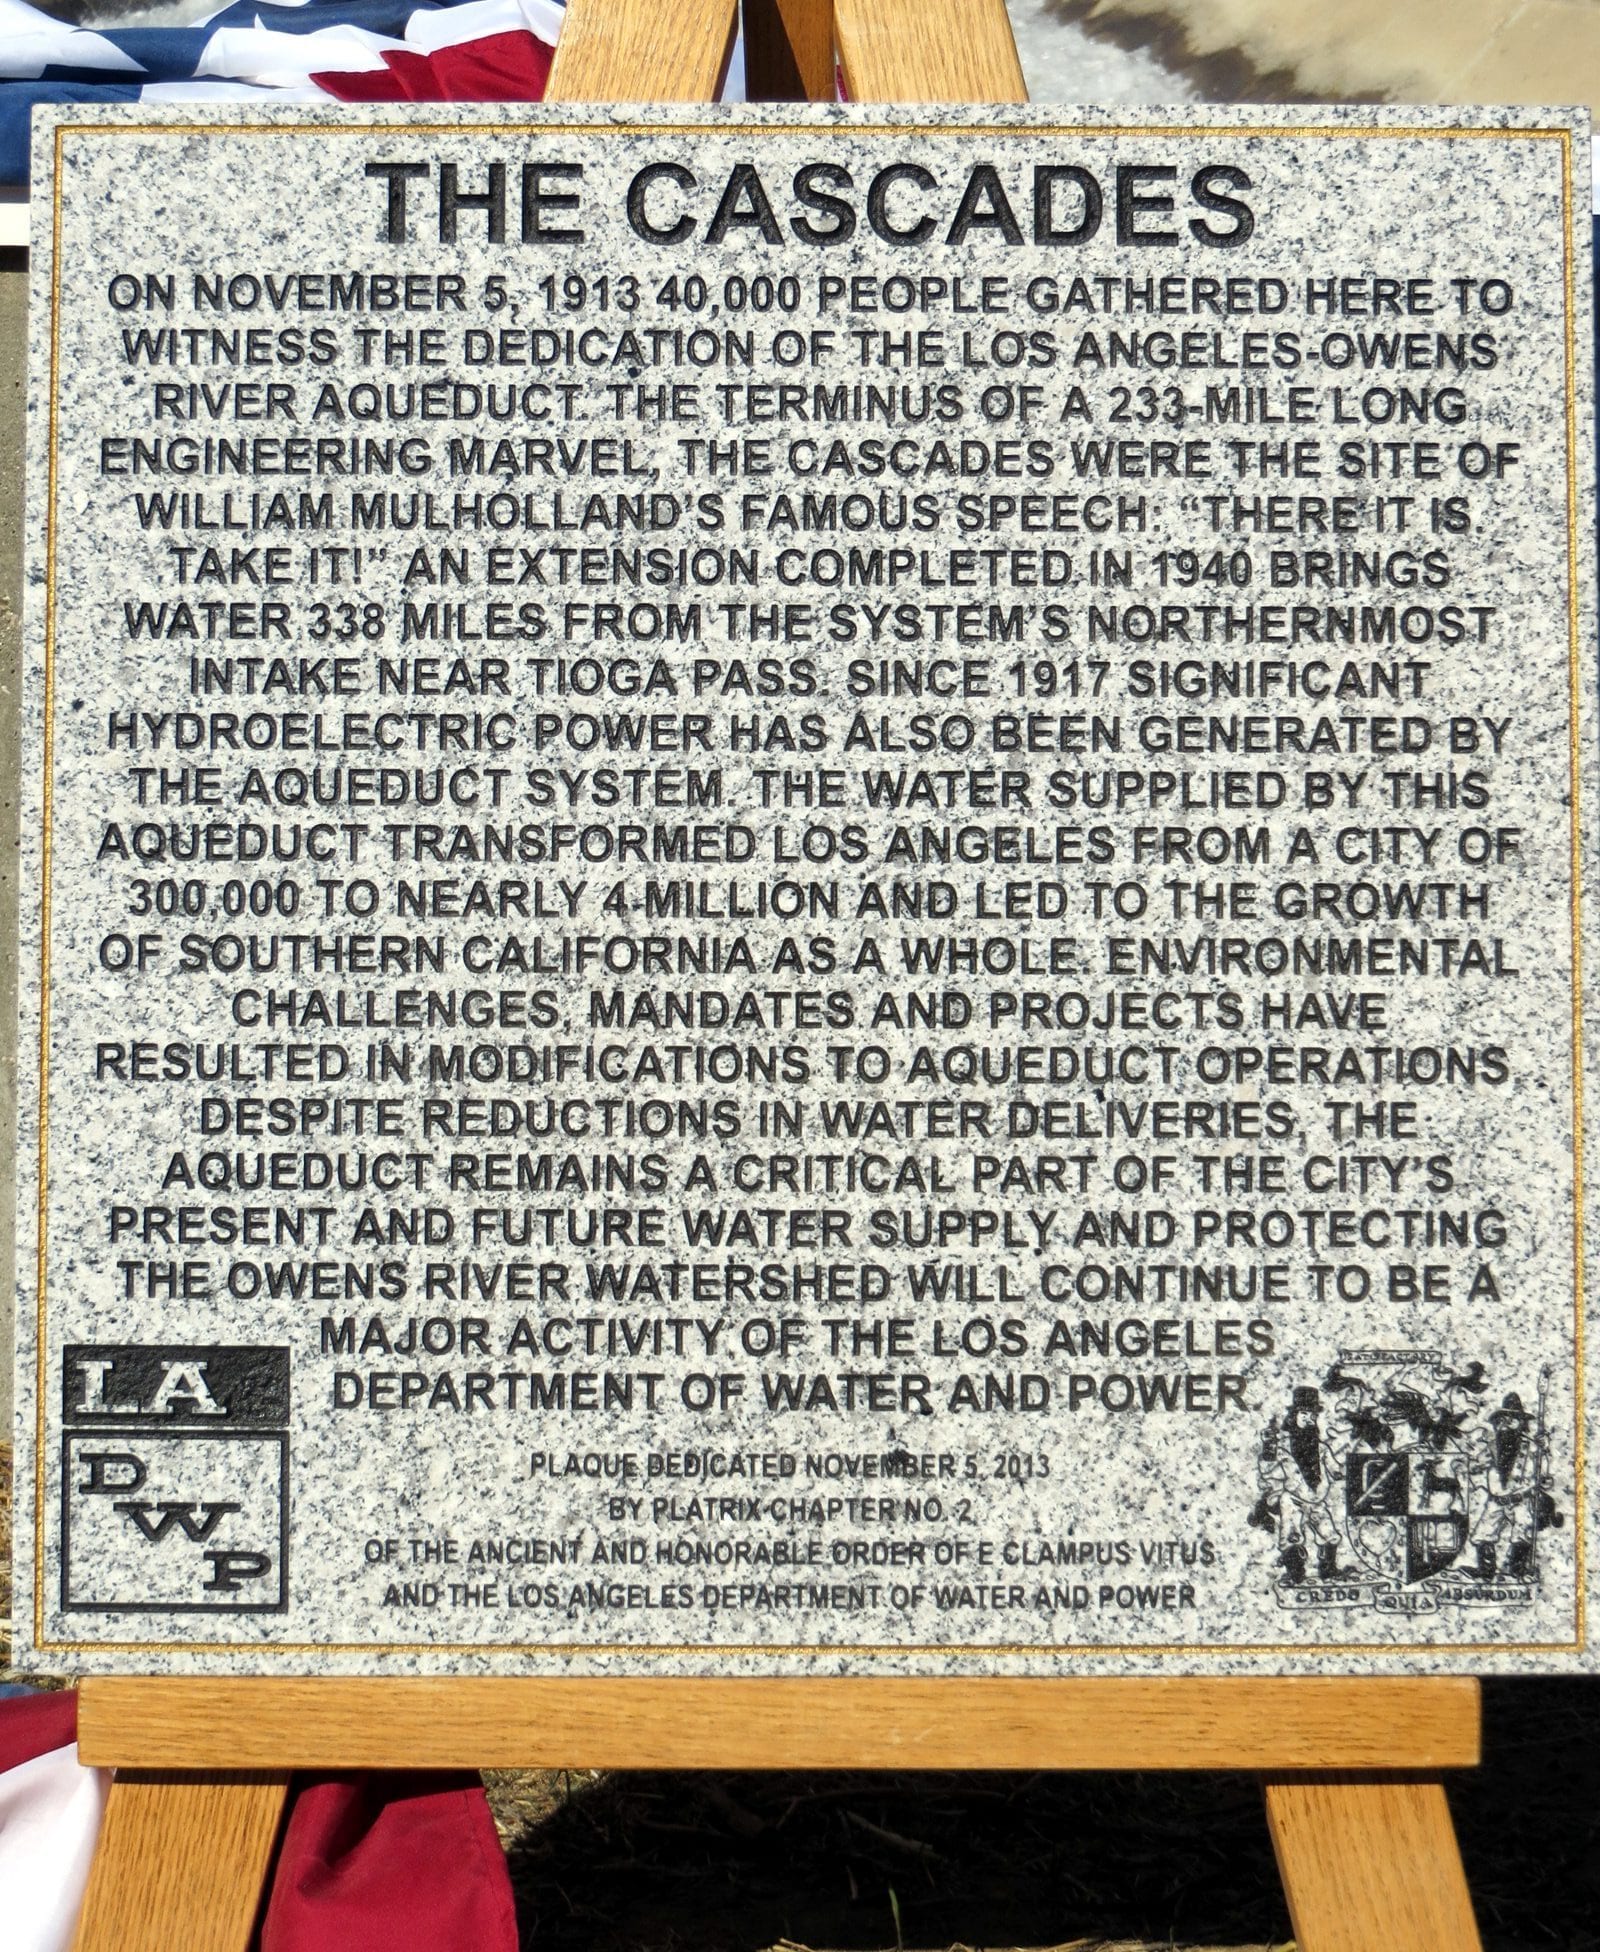 THE CASCADES
ON NOVEMBER 5, 1913 40,000 PEOPLE GATHERED HERE TO
WITNESS THE DEDICATION OF THE LOS ANGELES-OWENS
RIVER AQUEDUCT. THE TERMINUS OF A 233-MILE LONG
ENGINEERING MARVEL, THE CASCADES WERE THE SITE OF
WILLIAM MULHOLLAND'S FAMOUS SPEECH: "THERE IT IS.
TAKE IT!" AN EXTENSION COMPLETED IN 1940 BRINGS
WATER 338 MILES FROM THE SYSTEM'S NORTHERNMOST
INTAKE NEAR TIOGA PASS. SINCE 1917 SIGNIFICANT
HYDROELECTRIC POWER HAS ALSO BEEN GENERATED BY
THE AQUEDUCT SYSTEM. THE WATER SUPPLIED BY THIS
AQUEDUCT TRANSFORMED LOS ANGELES FROM A CITY OF
300,000 TO NEARLY 4 MILLION AND LED TO THE GROWTH
OF SOUTHERN CALIFORNIA AS A WHOLE. ENVIRONMENTAL
CHALLENGES, MANDATES AND PROJECTS HAVE
RESULTED IN MODIFICATIONS TO AQUEDUCT OPERATIONS
DESPITE REDUCTIONS IN WATER DELIVERIES, THE
AQUEDUCT REMAINS A CRITICAL PART OF THE CITY'S
PRESENT AND FUTURE WATER SUPPLY AND PROTECTING
THE OWENS RIVER WATERSHED WILL CONTINUE TO BE A
MAJOR ACTIVITY OF THE LOS ANGELES
DEPARTMENT OF WATER AND POWER.
PLAQUE DEDICATED NOVEMBER 5, 2013
BY PLATRIX CHAPTER NO. 2
OF THE ANCIENT AND HONORABLE ORDER OF E CLAMPUS VITUS
AND THE LOS ANGELES DEPARTMENT OF WATER AND POWER
LA
D
W
P
SATISFACTORY
CREDO QUIA ABSURDUM